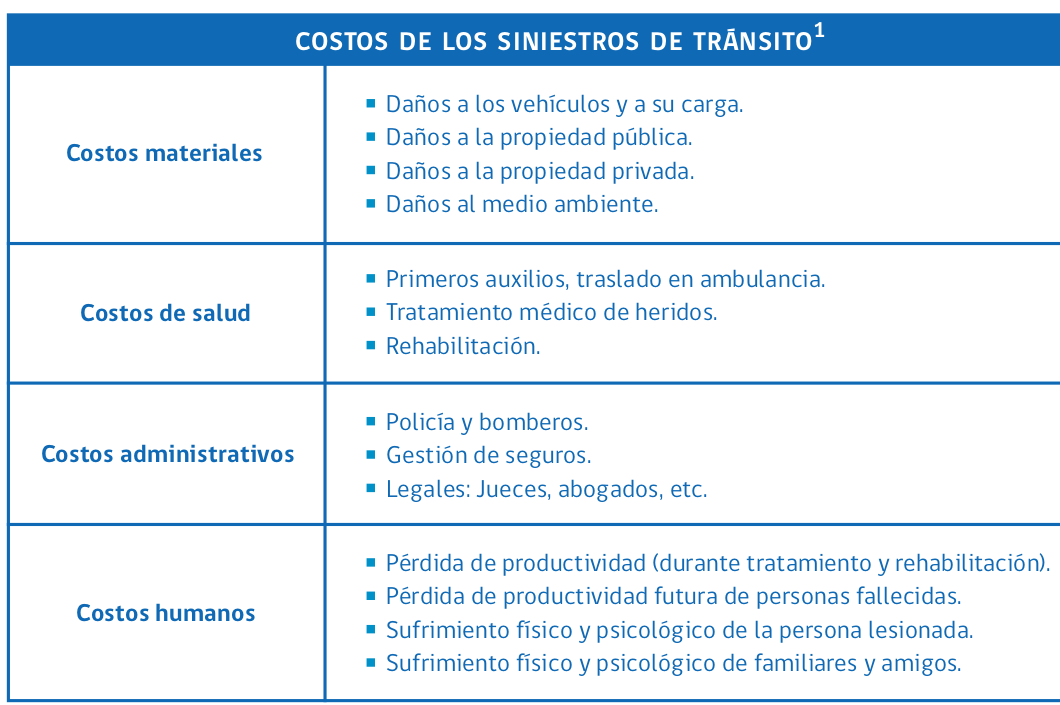 COSTOS DE LOS SINIESTROS DE TRÁNSITO¹
Costos materiales
▪ Daños a los vehículos y a su carga.
▪ Daños a la propiedad pública.
▪ Daños a la propiedad privada.
▪ Daños al medio ambiente.
Costos de salud
▪ Primeros auxilios, traslado en ambulancia.
▪ Tratamiento médico de heridos.
▪ Rehabilitación.
Costos administrativos
▪ Policía y bomberos.
▪ Gestión de seguros.
▪ Legales: Jueces, abogados, etc.
Costos humanos
▪ Pérdida de productividad (durante tratamiento y rehabilitación).
▪ Pérdida de productividad futura de personas fallecidas.
▪ Sufrimiento físico y psicológico de la persona lesionada.
▪ Sufrimiento físico y psicológico de familiares y amigos.